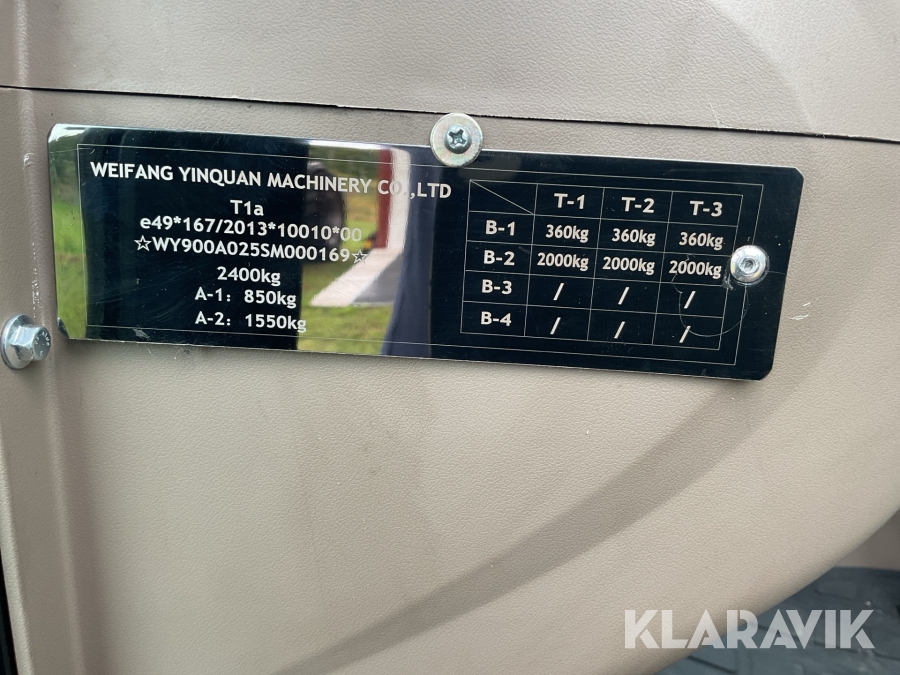 WEIFANG YINQUAN MACHINERY CO.,LTD
T1a
e49*167/2013*10010*00
☆WY900A025SM000169☆
2400kg
A-1: 850kg
A-2: 1550kg
T-1 T-2 T-3
B-1 360kg 360kg 360kg
B-2 2000kg 2000kg 2000kg
B-3 / / /
B-4 / / /
KLARAVIK